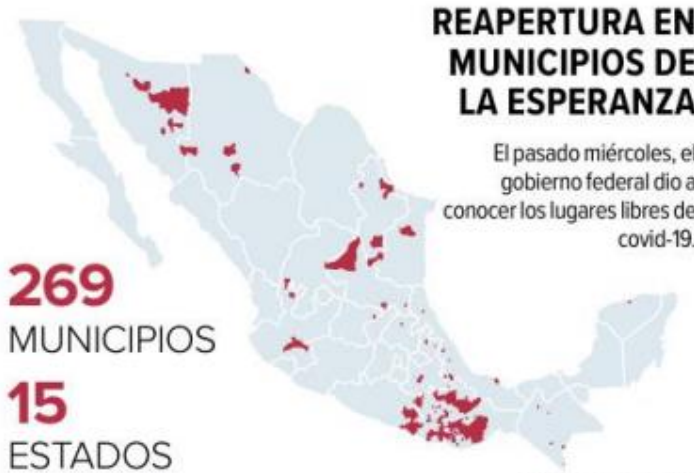 REAPERTURA EN
MUNICIPIOS DE
LA ESPERANZA
El pasado miércoles, el
gobierno federal dio a
conocer los lugares libres de
covid-19.
269
MUNICIPIOS
15
ESTADOS